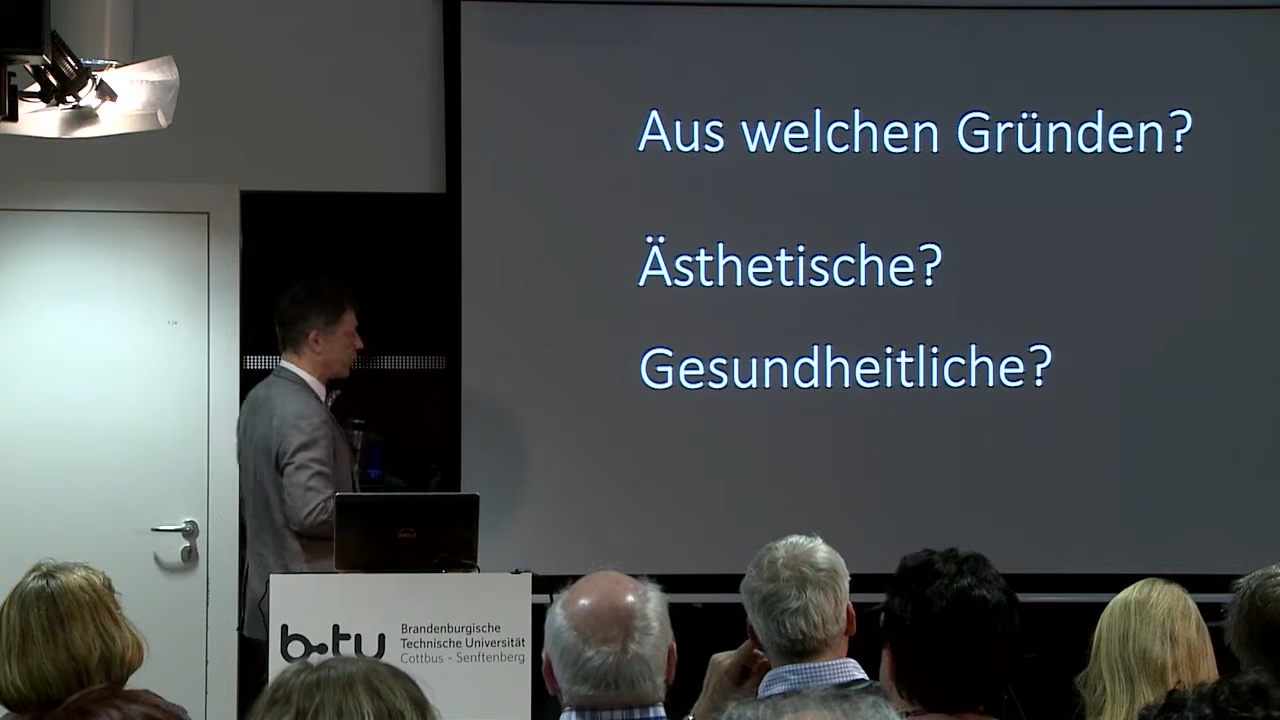 Aus welchen Gründen?
Ästhetische?
Gesundheitliche?
b-tu
Brandenburgische
Technische Universität
Cottbus - Senftenberg